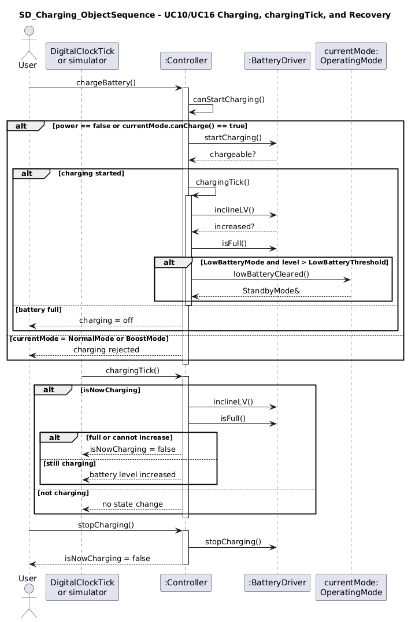 SD_Charging_ObjectSequence - UC10/UC16 Charging, chargingTick, and Recovery
User
DigitalClockTick
or simulator
:Controller
:BatteryDriver
currentMode:
OperatingMode
chargeBattery()
canStartCharging()
alt [power == false or currentMode.canCharge() == true]
startCharging()
chargeable?
alt [charging started]
chargingTick()
inclineLV()
increased?
isFull()
alt [LowBatteryMode and level > LowBatteryThreshold]
lowBatteryCleared()
StandbyMode&
[battery full]
charging = off
[currentMode = NormalMode or BoostMode]
charging rejected
chargingTick()
alt [isNowCharging]
inclineLV()
isFull()
alt [full or cannot increase]
isNowCharging = false
[still charging]
battery level increased
[not charging]
no state change
stopCharging()
stopCharging()
isNowCharging = false
User
DigitalClockTick
or simulator
:Controller
:BatteryDriver
currentMode:
OperatingMode